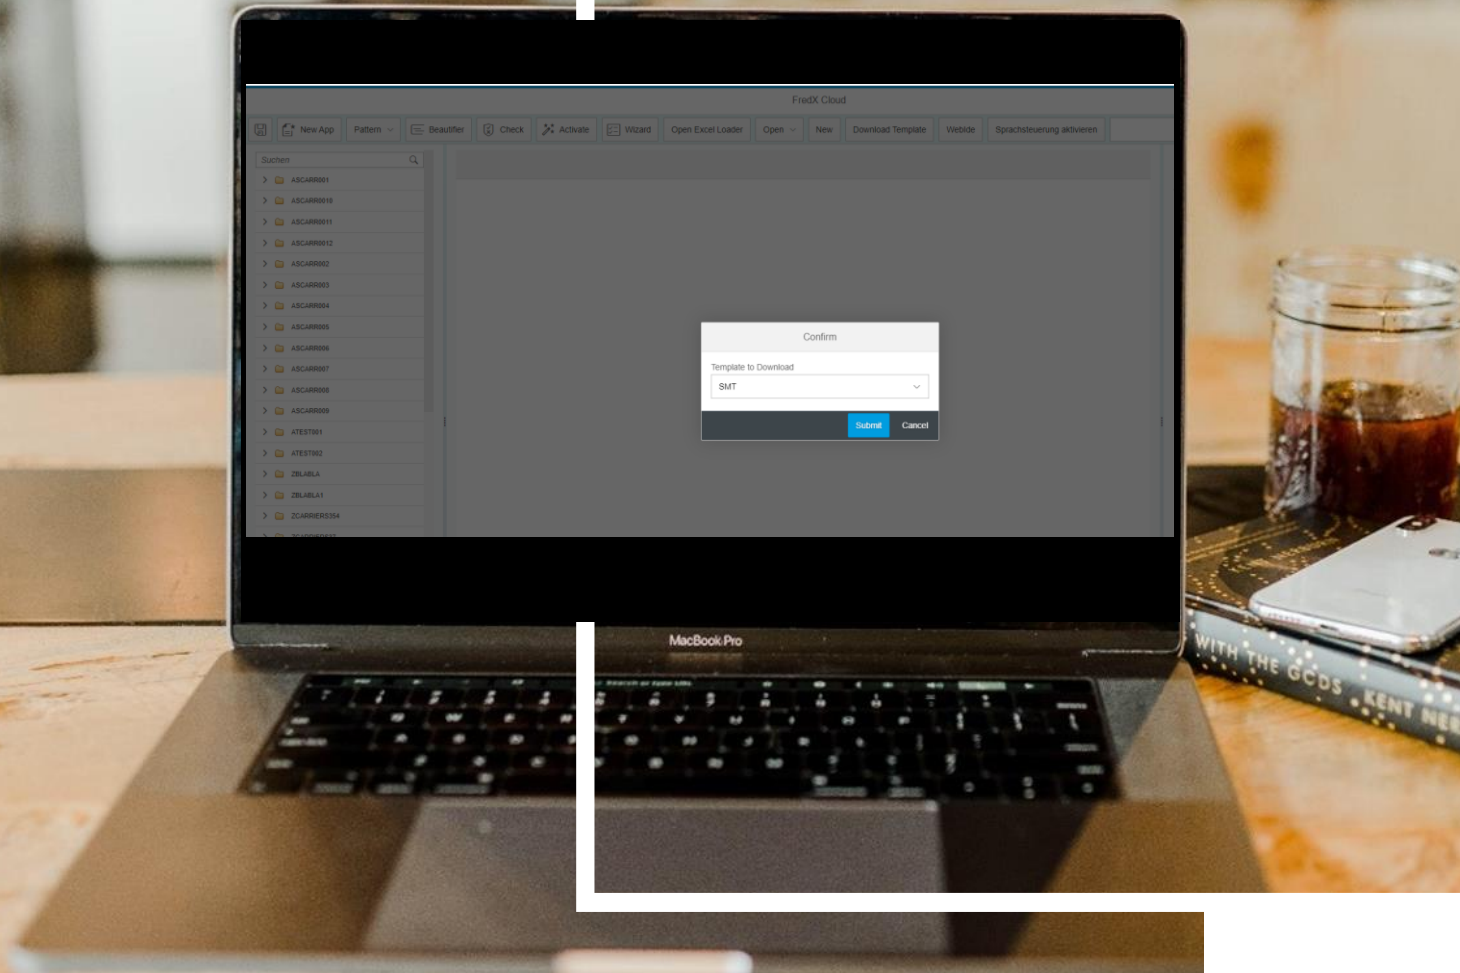 FredX Cloud
New App Pattern Beautifier Check Activate Wizard Open Excel Loader Open New Download Template Webide Sprachsteuerung aktivieren
Suchen
ASCARR001
ASCARR0010
ASCARR0011
ASCARR0012
ASCARR002
ASCARR003
ASCARR004
ASCARR005
ASCARR006
ASCARR007
ASCARR008
ASCARR009
ATEST001
ATEST002
ZBLABLA
ZBLABLA1
ZCARRIERS354
Confirm
Template to Download
SMT
Submit Cancel
MacBook Pro
WITH THE GCDS KENT